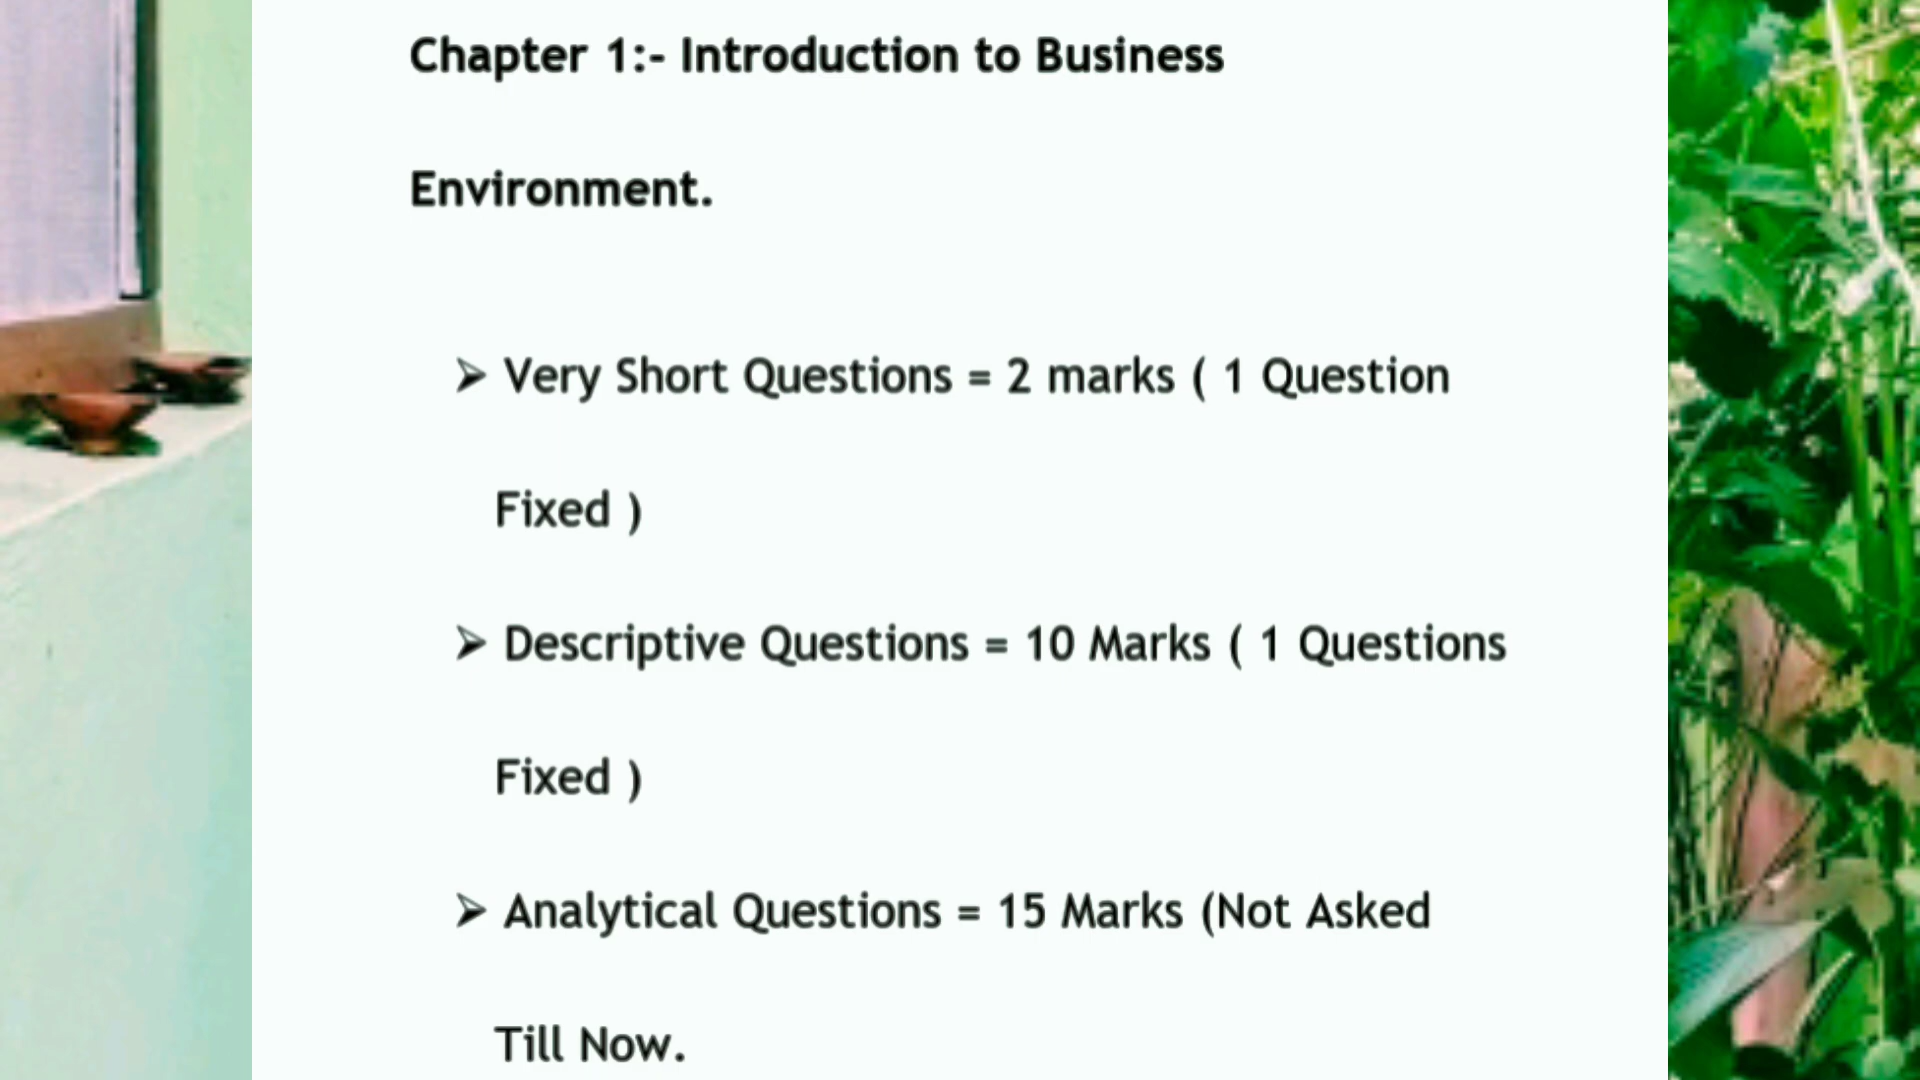 Chapter 1:- Introduction to Business
Environment.
➢ Very Short Questions = 2 marks ( 1 Question
Fixed )
➢ Descriptive Questions = 10 Marks ( 1 Questions
Fixed )
➢ Analytical Questions = 15 Marks (Not Asked
Till Now.